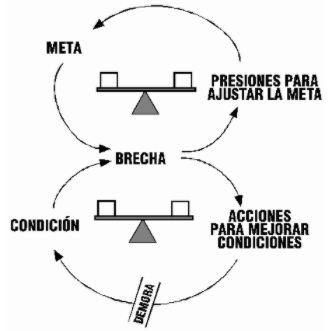 META
PRESIONES PARA
AJUSTAR LA META
BRECHA
CONDICIÓN
ACCIONES
PARA MEJORAR
CONDICIONES
DEMORA